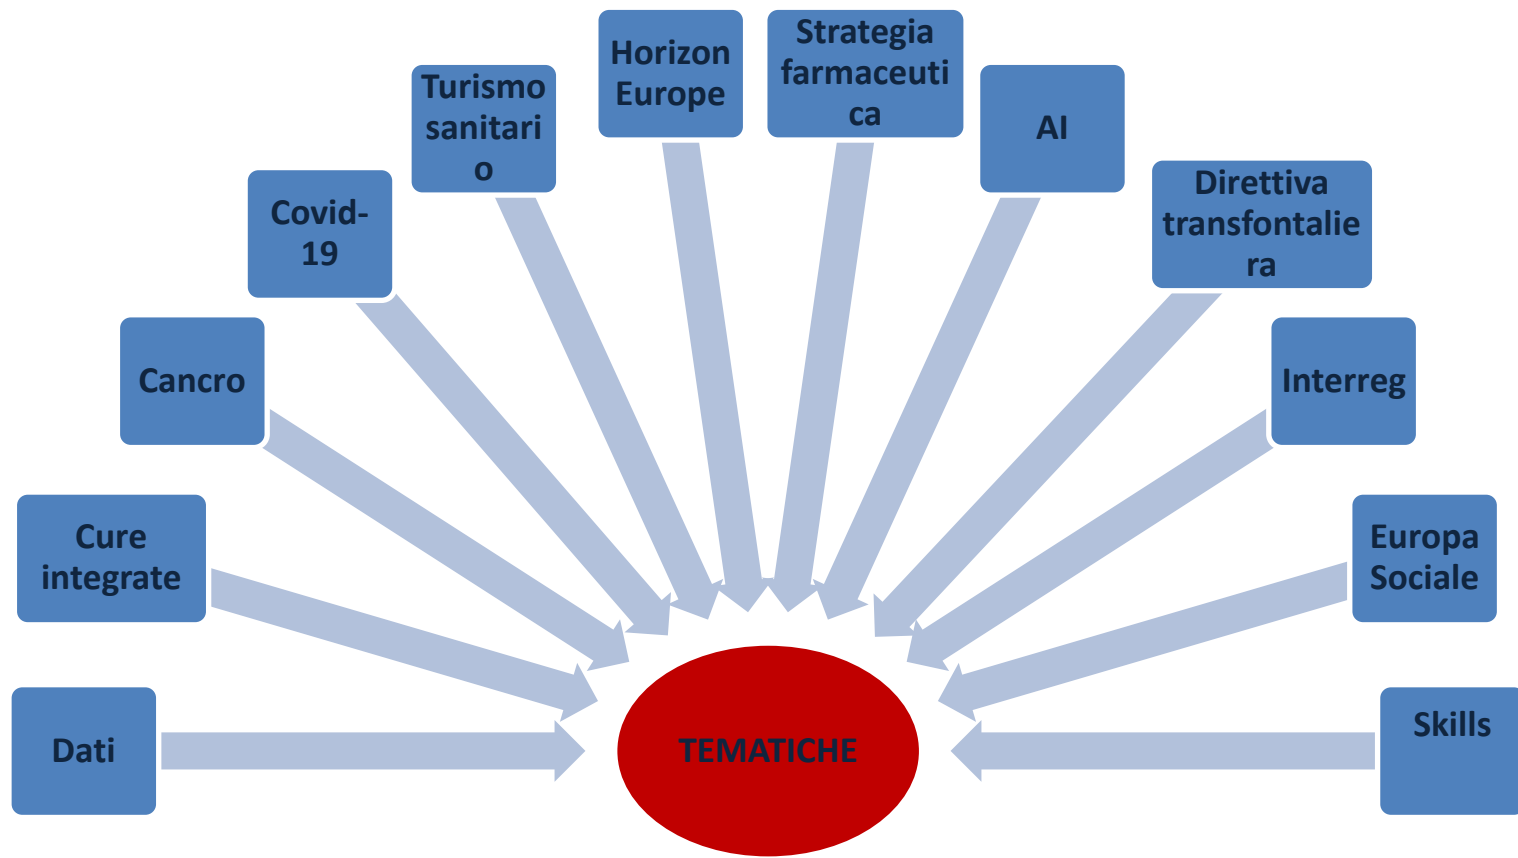 Horizon
Europe
Strategia
farmaceuti
ca
Turismo
sanitari
o
AI
Covid-
19
Direttiva
transfontalie
ra
Cancro
Interreg
Cure
integrate
Europa
Sociale
Dati
TEMATICHE
Skills